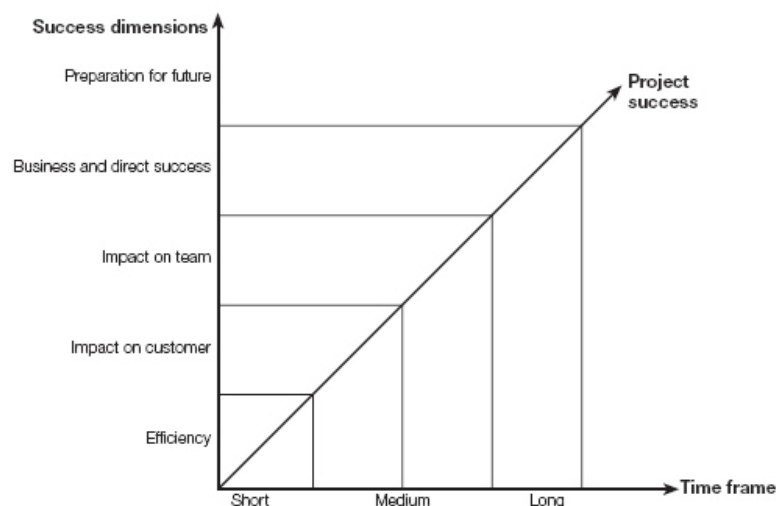 Success dimensions
Preparation for future
Project
success
Business and direct success
Impact on team
Impact on customer
Efficiency
Time frame
Short
Medium
Long